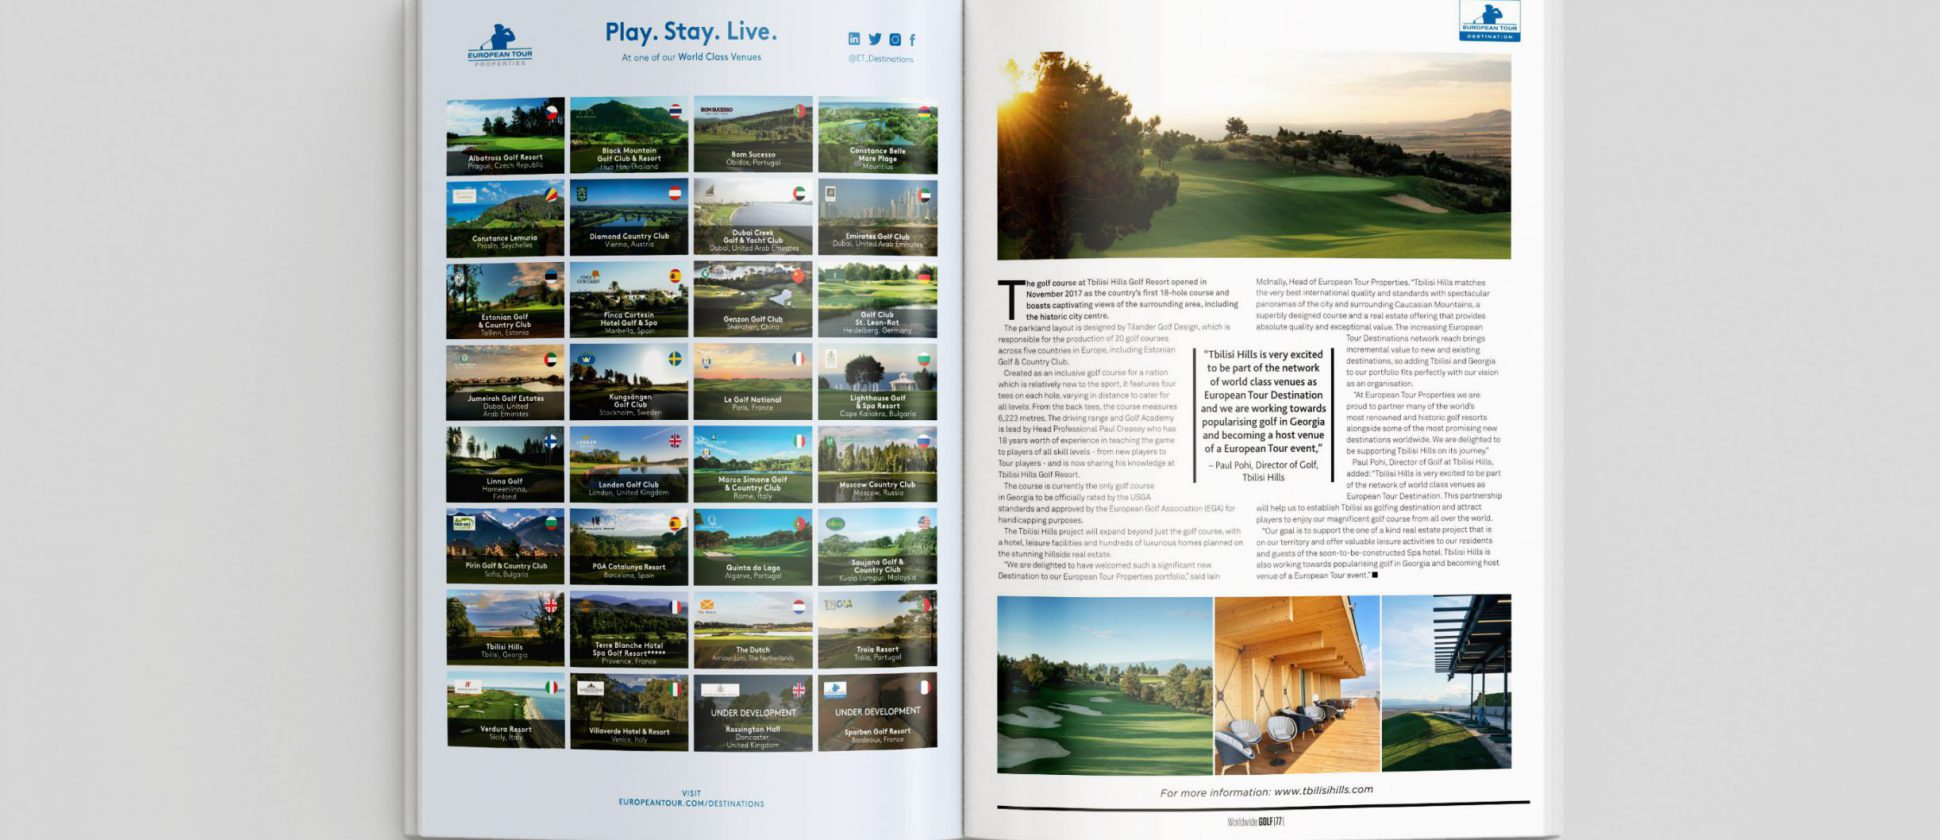 EUROPEAN TOUR
PROPERTIES
Play. Stay. Live.
At one of our World Class Venues
@ET_Destinations
Albatross Golf Resort
Prague, Czech Republic
Black Mountain
Golf Club & Resort
Hua Hin, Thailand
BOM SUCESSO
Bom Sucesso
Óbidos, Portugal
Constance Belle
Mare Plage
Mauritius
Constance Lemuria
Praslin, Seychelles
Diamond Country Club
Vienna, Austria
Dubai Creek
Golf & Yacht Club
Dubai, United Arab Emirates
Emirates Golf Club
Dubai, United Arab Emirates
Estonian Golf
& Country Club
Tallinn, Estonia
FINCA
CORTESIN
Finca Cortesin
Hotel Golf & Spa
Marbella, Spain
Genzon Golf Club
Shenzhen, China
Golf Club
St. Leon-Rot
Heidelberg, Germany
Jumeirah Golf Estates
Dubai, United
Arab Emirates
Kungsängen
Golf Club
Stockholm, Sweden
Le Golf National
Paris, France
Lighthouse Golf
& Spa Resort
Cape Kaliakra, Bulgaria
Linna Golf
Hämeenlinna,
Finland
LONDON
London Golf Club
London, United Kingdom
Marco Simone Golf
& Country Club
Rome, Italy
Moscow Country Club
Moscow, Russia
Pirin Golf & Country Club
Sofia, Bulgaria
PGA Catalunya Resort
Barcelona, Spain
Quinta do Lago
Algarve, Portugal
Saujana Golf &
Country Club
Kuala Lumpur, Malaysia
Tbilisi Hills
Tbilisi, Georgia
Terre Blanche Hotel
Spa Golf Resort*****
Provence, France
The Dutch
Amsterdam, The Netherlands
TROIA
Troia Resort
Tróia, Portugal
Verdura Resort
Sicily, Italy
Villaverde Hotel & Resort
Venice, Italy
UNDER DEVELOPMENT
Rossington Hall
Doncaster,
United Kingdom
UNDER DEVELOPMENT
Sparben Golf Resort
Bordeaux, France
VISIT
EUROPEANTOUR.COM/DESTINATIONS
EUROPEAN TOUR
DESTINATION
The golf course at Tbilisi Hills Golf Resort opened in
November 2017 as the country's first 18-hole course and
boasts captivating views of the surrounding area, including
the historic city centre.
The parkland layout is designed by Tilander Golf Design, which is
responsible for the production of 20 golf courses
across five countries in Europe, including Estonian
Golf & Country Club.
Created as an inclusive golf course for a nation
which is relatively new to the sport, it features four
tees on each hole, varying in distance to cater for
all levels. From the back tees, the course measures
6,223 metres. The driving range and Golf Academy
is lead by Head Professional Paul Creasey who has
18 years worth of experience in teaching the game
to players of all skill levels - from new players to
Tour players - and is now sharing his knowledge at
Tbilisi Hills Golf Resort.
The course is currently the only golf course
in Georgia to be officially rated by the USGA
standards and approved by the European Golf Association (EGA) for
handicapping purposes.
The Tbilisi Hills project will expand beyond just the golf course, with
a hotel, leisure facilities and hundreds of luxurious homes planned on
the stunning hillside real estate.
"We are delighted to have welcomed such a significant new
Destination to our European Tour Properties portfolio," said Iain
"Tbilisi Hills is very excited
to be part of the network
of world class venues as
European Tour Destination
and we are working towards
popularising golf in Georgia
and becoming a host venue
of a European Tour event,"
– Paul Pohi, Director of Golf,
Tbilisi Hills
McInally, Head of European Tour Properties. "Tbilisi Hills matches
the very best international quality and standards with spectacular
panoramas of the city and surrounding Caucasian Mountains, a
superbly designed course and a real estate offering that provides
absolute quality and exceptional value. The increasing European
Tour Destinations network reach brings
incremental value to new and existing
destinations, so adding Tbilisi and Georgia
to our portfolio fits perfectly with our vision
as an organisation.
"At European Tour Properties we are
proud to partner many of the world's
most renowned and historic golf resorts
alongside some of the most promising new
destinations worldwide. We are delighted to
be supporting Tbilisi Hills on its journey."
Paul Pohi, Director of Golf at Tbilisi Hills,
added: "Tbilisi Hills is very excited to be part
of the network of world class venues as
European Tour Destination. This partnership
will help us to establish Tbilisi as golfing destination and attract
players to enjoy our magnificent golf course from all over the world.
"Our goal is to support the one of a kind real estate project that is
on our territory and offer valuable leisure activities to our residents
and guests of the soon-to-be-constructed Spa hotel. Tbilisi Hills is
also working towards popularising golf in Georgia and becoming host
venue of a European Tour event." ■
For more information: www.tbilisihills.com
Worldwide GOLF |77|